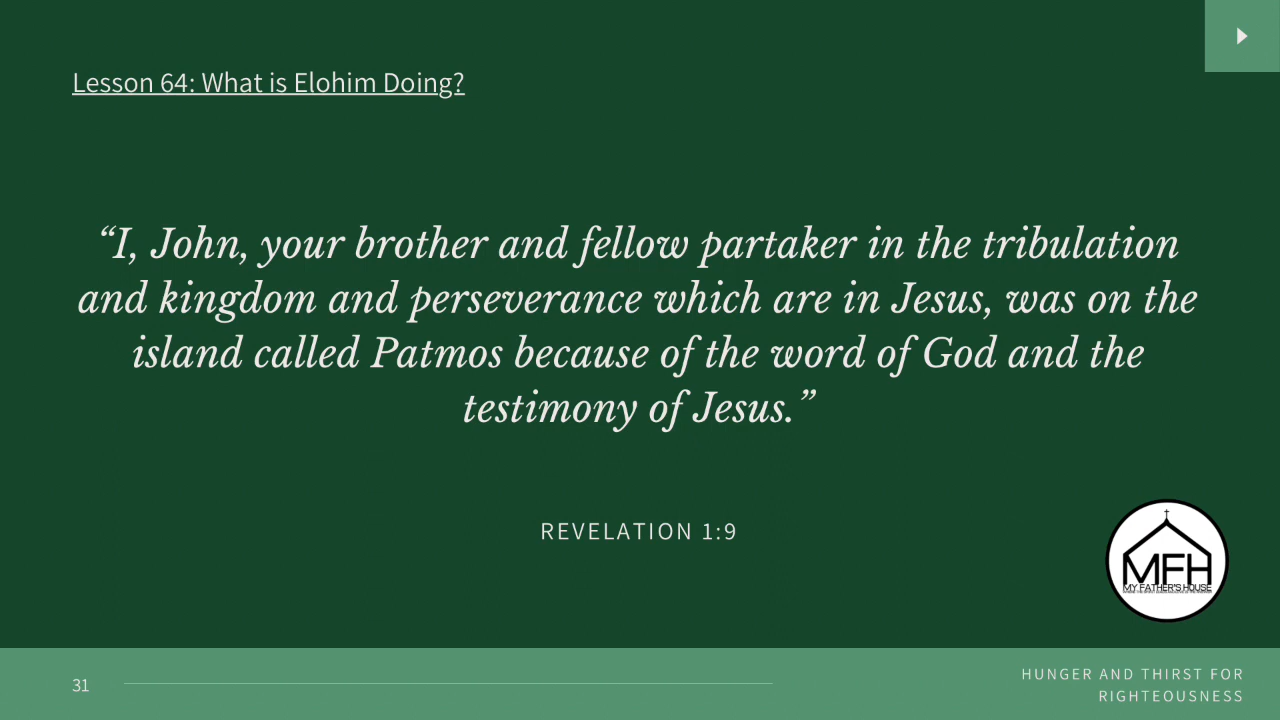 Lesson 64: What is Elohim Doing?
“I, John, your brother and fellow partaker in the tribulation
and kingdom and perseverance which are in Jesus, was on the
island called Patmos because of the word of God and the
testimony of Jesus.”
REVELATION 1:9
MFH
MY FATHER'S HOUSE
31
HUNGER AND THIRST FOR
RIGHTEOUSNESS